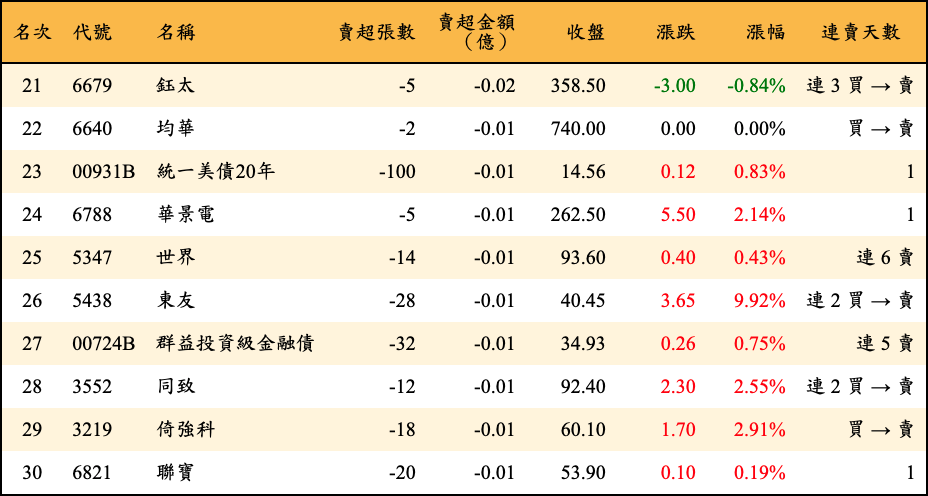 名次 代號 名稱 賣超張數 賣超金額（億） 收盤 漲跌 漲幅 連賣天數
21 6679 鈺太 -5 -0.02 358.50 -3.00 -0.84% 連 3 買 → 賣
22 6640 均華 -2 -0.01 740.00 0.00 0.00% 買 → 賣
23 00931B 統一美債20年 -100 -0.01 14.56 0.12 0.83% 1
24 6788 華景電 -5 -0.01 262.50 5.50 2.14% 1
25 5347 世界 -14 -0.01 93.60 0.40 0.43% 連 6 賣
26 5438 東友 -28 -0.01 40.45 3.65 9.92% 連 2 買 → 賣
27 00724B 群益投資級金融債 -32 -0.01 34.93 0.26 0.75% 連 5 賣
28 3552 同致 -12 -0.01 92.40 2.30 2.55% 連 2 買 → 賣
29 3219 倚強科 -18 -0.01 60.10 1.70 2.91% 買 → 賣
30 6821 聯寶 -20 -0.01 53.90 0.10 0.19% 1